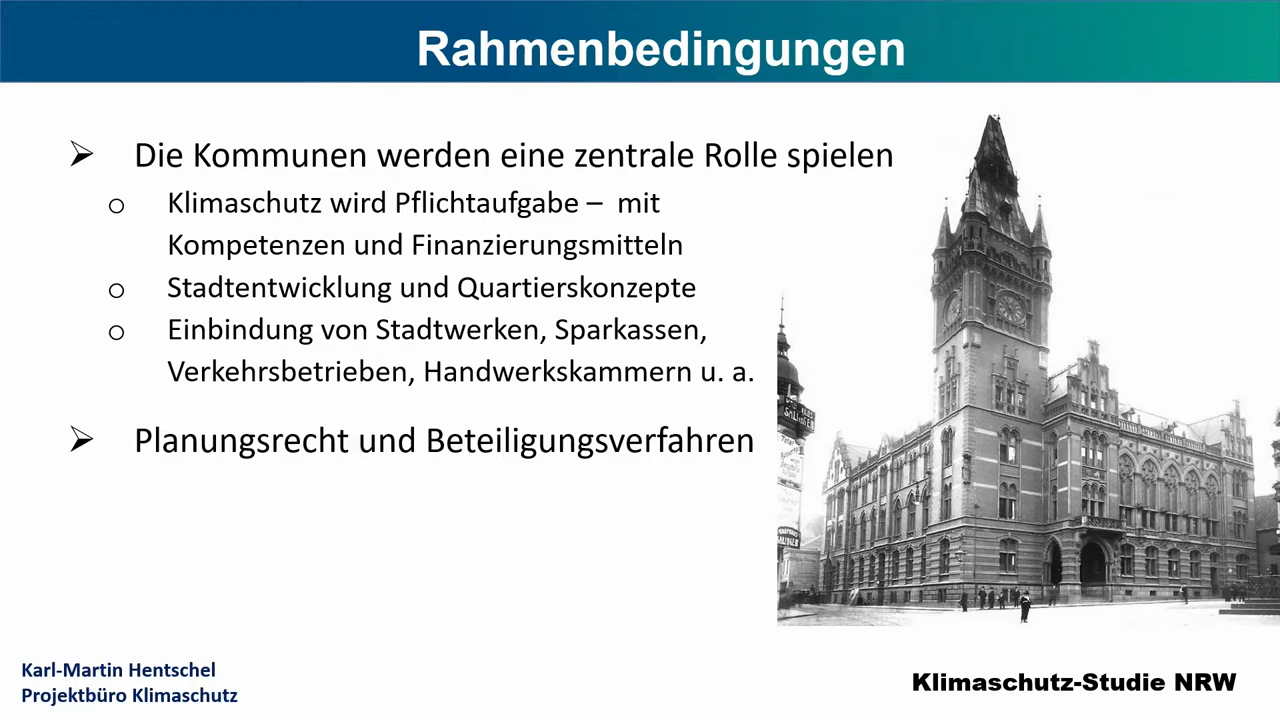 Rahmenbedingungen
➢ Die Kommunen werden eine zentrale Rolle spielen
o Klimaschutz wird Pflichtaufgabe – mit
Kompetenzen und Finanzierungsmitteln
o Stadtentwicklung und Quartierskonzepte
o Einbindung von Stadtwerken, Sparkassen,
Verkehrsbetrieben, Handwerkskammern u. a.
➢ Planungsrecht und Beteiligungsverfahren
Karl-Martin Hentschel
Projektbüro Klimaschutz
Klimaschutz-Studie NRW